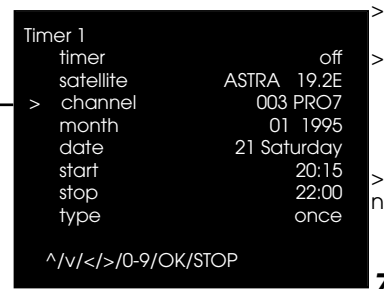 Timer 1
timer off
satellite ASTRA 19.2E
> channel 003 PRO7
month 01 1995
date 21 Saturday
start 20:15
stop 22:00
type once
^/v/</>/0-9/OK/STOP
>
>
>
n
7